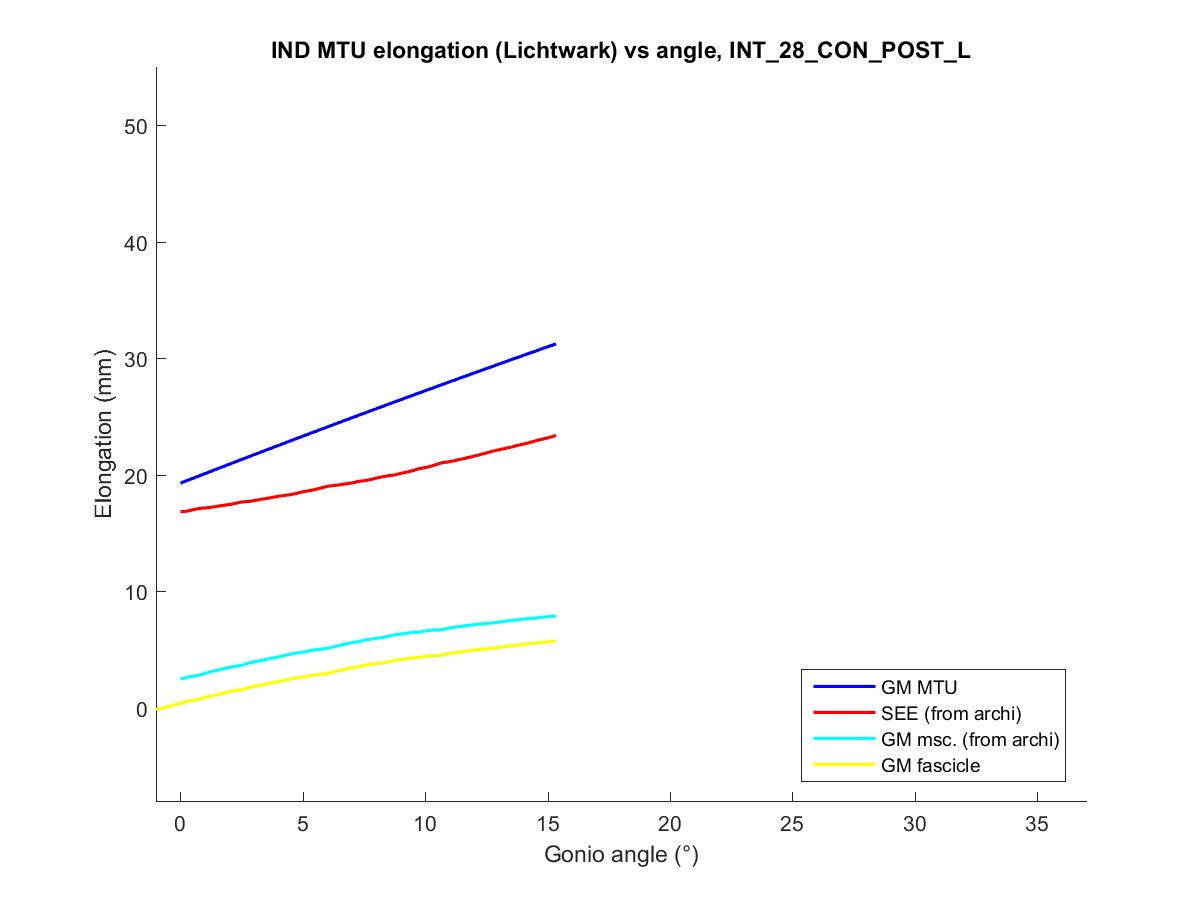 IND MTU elongation (Lichtwark) vs angle, INT_28_CON_POST_L
50
40
30
20
10
0
Elongation (mm)
0 5 10 15 20 25 30 35
Gonio angle (°)
GM MTU
SEE (from archi)
GM msc. (from archi)
GM fascicle